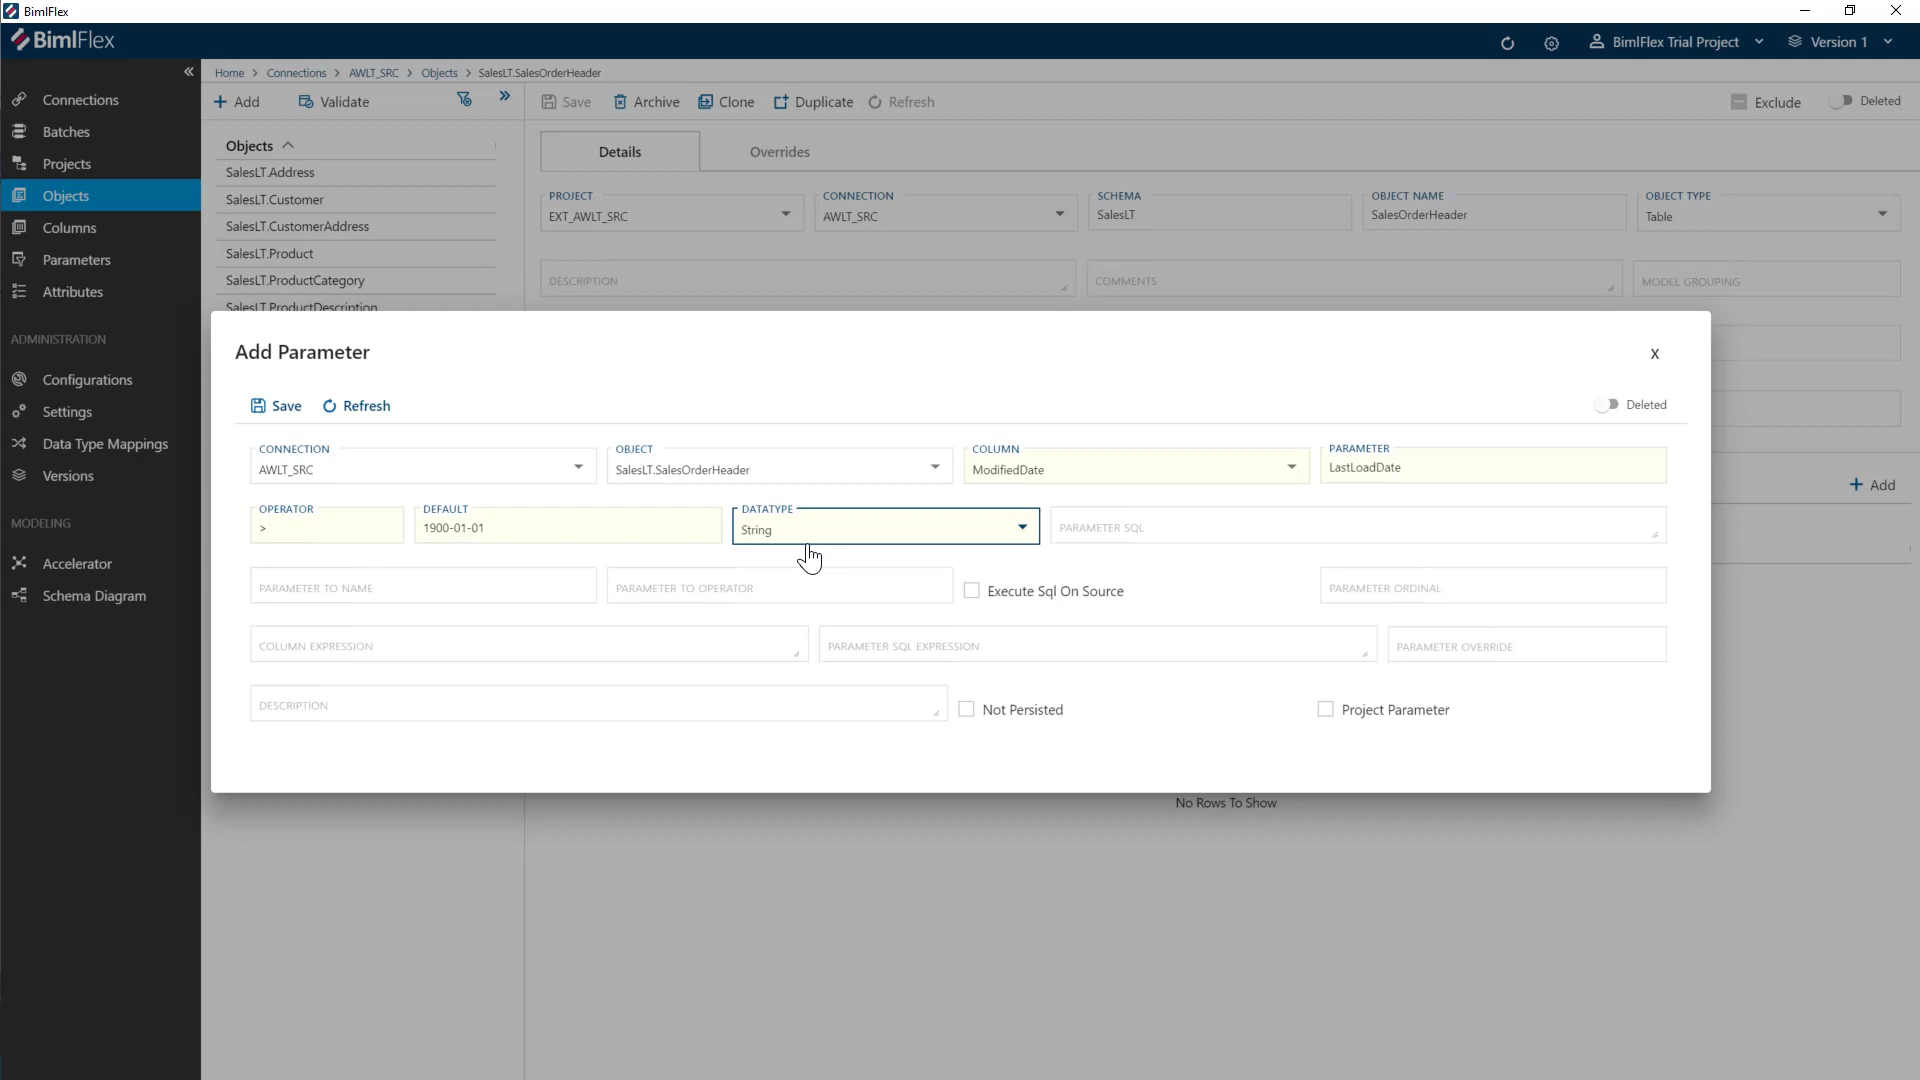 BimlFlex
BimlFlex
BimlFlex Trial Project
Version 1
Home > Connections > AWLT_SRC > Objects > SalesLT.SalesOrderHeader
Connections
Batches
Projects
Objects
Columns
Parameters
Attributes
ADMINISTRATION
Configurations
Settings
Data Type Mappings
Versions
MODELING
Accelerator
Schema Diagram
Add
Validate
Objects
SalesLT.Address
SalesLT.Customer
SalesLT.CustomerAddress
SalesLT.Product
SalesLT.ProductCategory
SalesLT.ProductDescription
Save
Archive
Clone
Duplicate
Refresh
Exclude
Deleted
Details
Overrides
PROJECT
EXT_AWLT_SRC
CONNECTION
AWLT_SRC
SCHEMA
SalesLT
OBJECT NAME
SalesOrderHeader
OBJECT TYPE
Table
DESCRIPTION
COMMENTS
MODEL GROUPING
Add
Add Parameter
X
Save
Refresh
Deleted
CONNECTION
AWLT_SRC
OBJECT
SalesLT.SalesOrderHeader
COLUMN
ModifiedDate
PARAMETER
LastLoadDate
OPERATOR
>
DEFAULT
1900-01-01
DATATYPE
String
PARAMETER SQL
PARAMETER TO NAME
PARAMETER TO OPERATOR
Execute Sql On Source
PARAMETER ORDINAL
COLUMN EXPRESSION
PARAMETER SQL EXPRESSION
PARAMETER OVERRIDE
DESCRIPTION
Not Persisted
Project Parameter
No Rows To Show